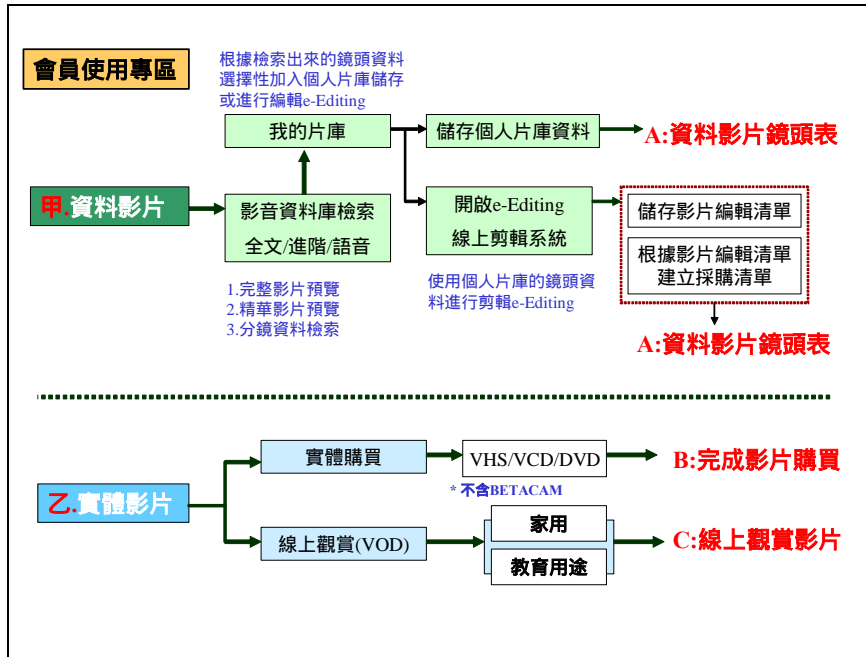 會員使用專區
根據檢索出來的鏡頭資料
選擇性加入個人片庫儲存
或進行編輯e-Editing
我的片庫
儲存個人片庫資料
A:資料影片鏡頭表
甲.資料影片
影音資料庫檢索
全文/進階/語音
開啟e-Editing
線上剪輯系統
儲存影片編輯清單
根據影片編輯清單
建立採購清單
1.完整影片預覽
2.精華影片預覽
3.分鏡資料檢索
使用個人片庫的鏡頭資
料進行剪輯e-Editing
A:資料影片鏡頭表
實體購買
VHS/VCD/DVD
B:完成影片購買
* 不含BETACAM
乙.實體影片
線上觀賞(VOD)
家用
教育用途
C:線上觀賞影片